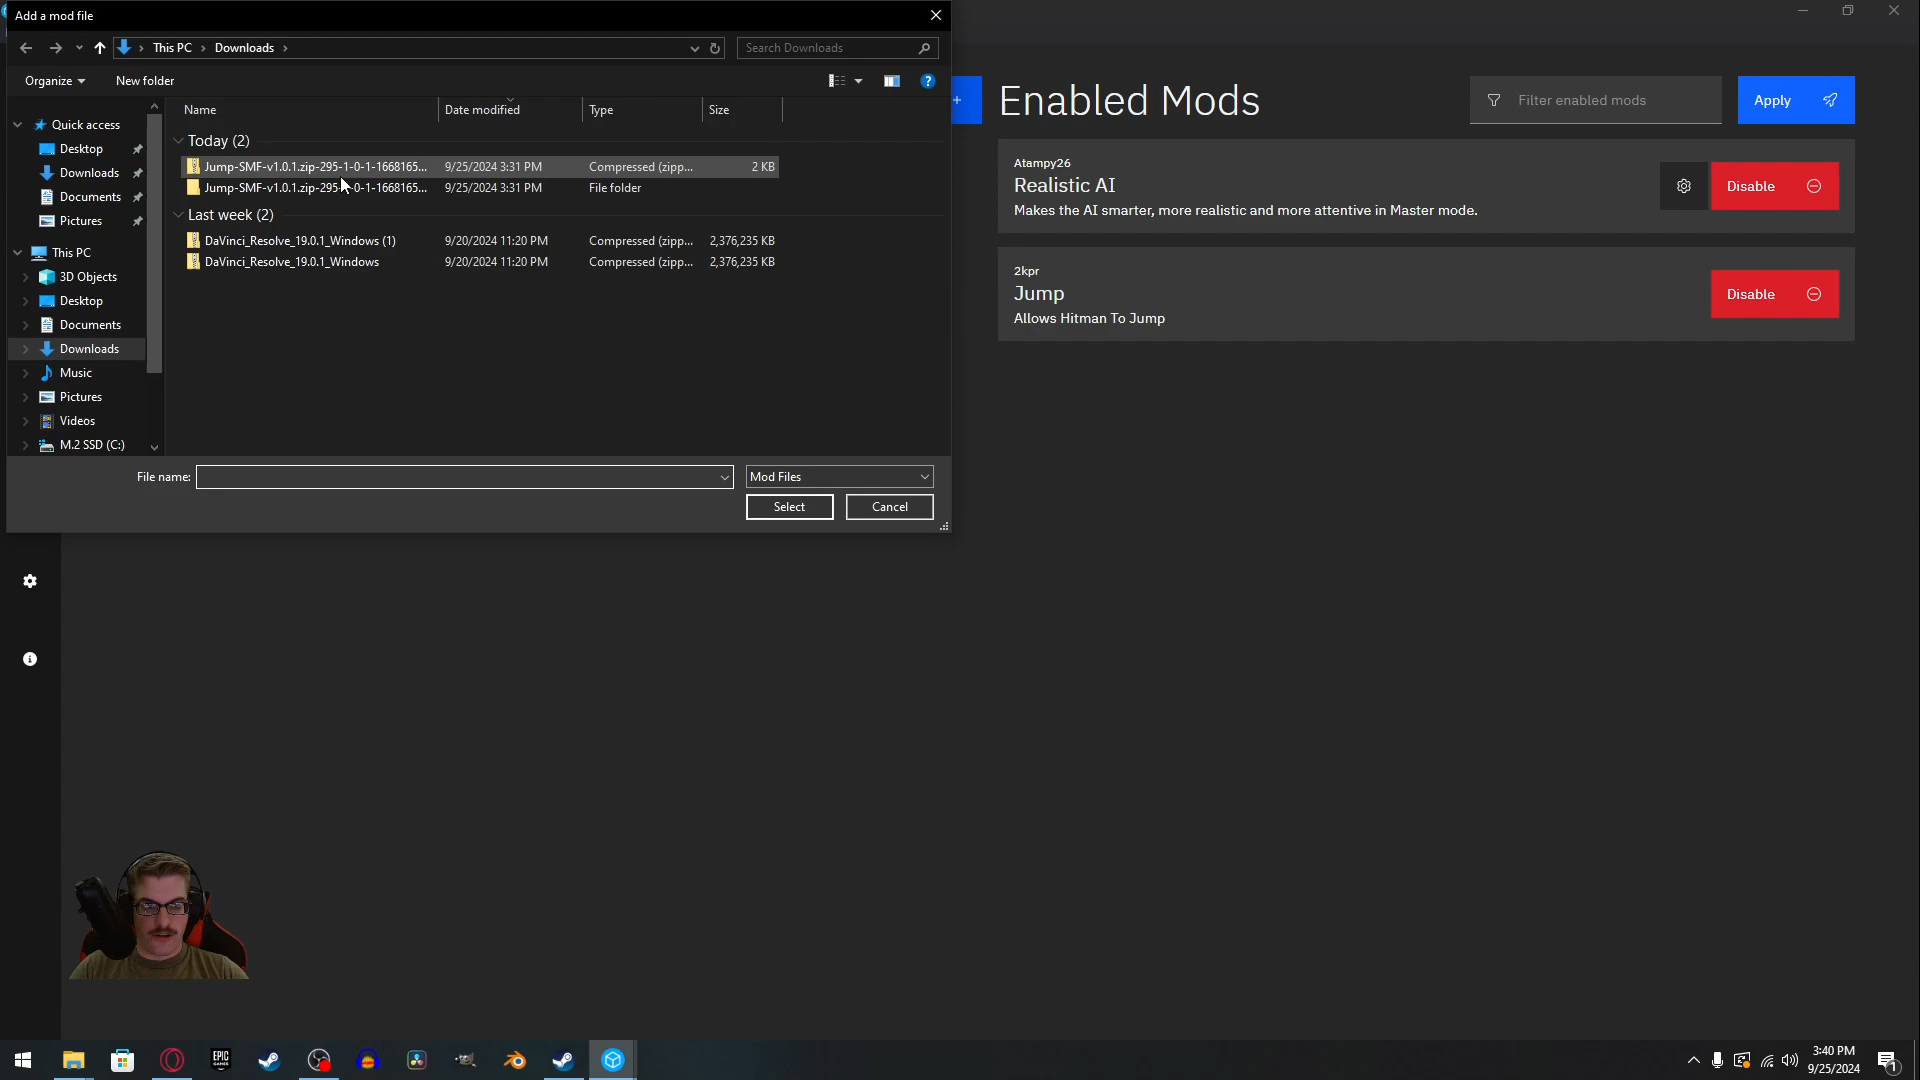 Add a mod file
This PC
Downloads
Search Downloads
Organize
New folder
Name
Date modified
Type
Size
Quick access
Desktop
Downloads
Documents
Pictures
This PC
3D Objects
Desktop
Documents
Downloads
Music
Pictures
Videos
M.2 SSD (C:)
Today (2)
Jump-SMF-v1.0.1.zip-295-1-0-1-1668165... 9/25/2024 3:31 PM Compressed (zipp... 2 KB
Jump-SMF-v1.0.1.zip-295-1-0-1-1668165... 9/25/2024 3:31 PM File folder
Last week (2)
DaVinci_Resolve_19.0.1_Windows (1) 9/20/2024 11:20 PM Compressed (zipp... 2,376,235 KB
DaVinci_Resolve_19.0.1_Windows 9/20/2024 11:20 PM Compressed (zipp... 2,376,235 KB
File name:
Mod Files
Select
Cancel
Enabled Mods
Filter enabled mods
Apply
Atampy26
Realistic AI
Makes the AI smarter, more realistic and more attentive in Master mode.
Disable
2kpr
Jump
Allows Hitman To Jump
Disable
EPIC
GAMES
3:40 PM
9/25/2024
1